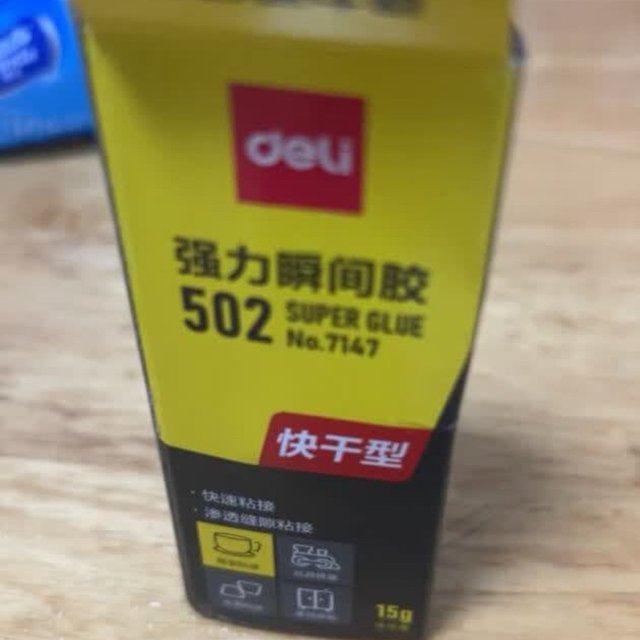 deli
强力瞬间胶
502 SUPER GLUE
No.7147
快干型
· 快速粘接
· 渗透缝隙粘接
15g